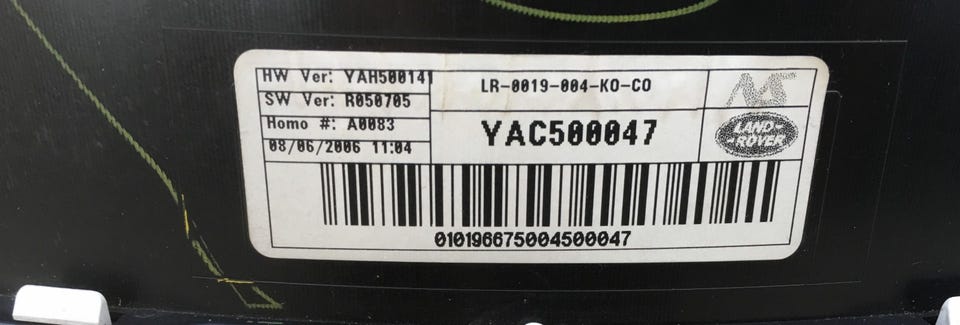 HW Ver: YAH500141
SW Ver: R050705
Homo #: A0083
08/06/2006 11:04
LR-0019-004-KO-CO
YAC500047
LAND-
ROVER
010196675004500047